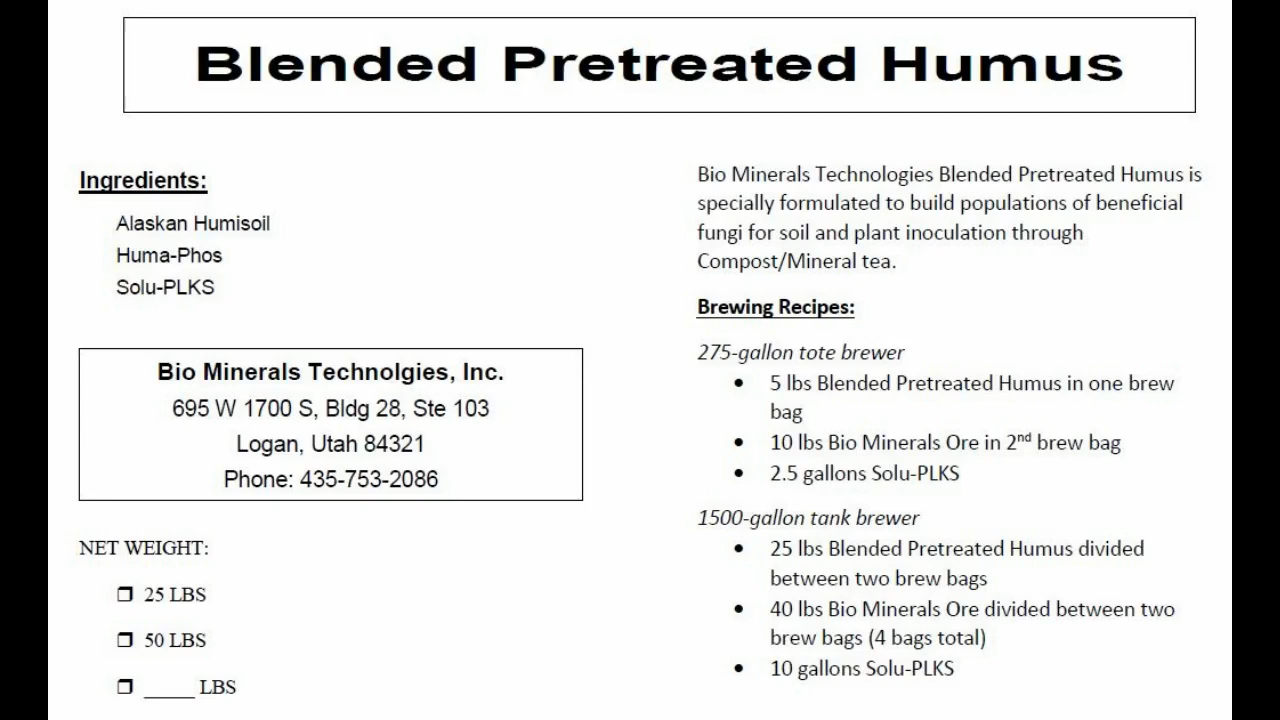 Blended Pretreated Humus
Ingredients:
Alaskan Humisoil
Huma-Phos
Solu-PLKS
Bio Minerals Technolgies, Inc.
695 W 1700 S, Bldg 28, Ste 103
Logan, Utah 84321
Phone: 435-753-2086
NET WEIGHT:
❒ 25 LBS
❒ 50 LBS
❒ _____ LBS
Bio Minerals Technologies Blended Pretreated Humus is
specially formulated to build populations of beneficial
fungi for soil and plant inoculation through
Compost/Mineral tea.
Brewing Recipes:
275-gallon tote brewer
• 5 lbs Blended Pretreated Humus in one brew
bag
• 10 lbs Bio Minerals Ore in 2nd brew bag
• 2.5 gallons Solu-PLKS
1500-gallon tank brewer
• 25 lbs Blended Pretreated Humus divided
between two brew bags
• 40 lbs Bio Minerals Ore divided between two
brew bags (4 bags total)
• 10 gallons Solu-PLKS